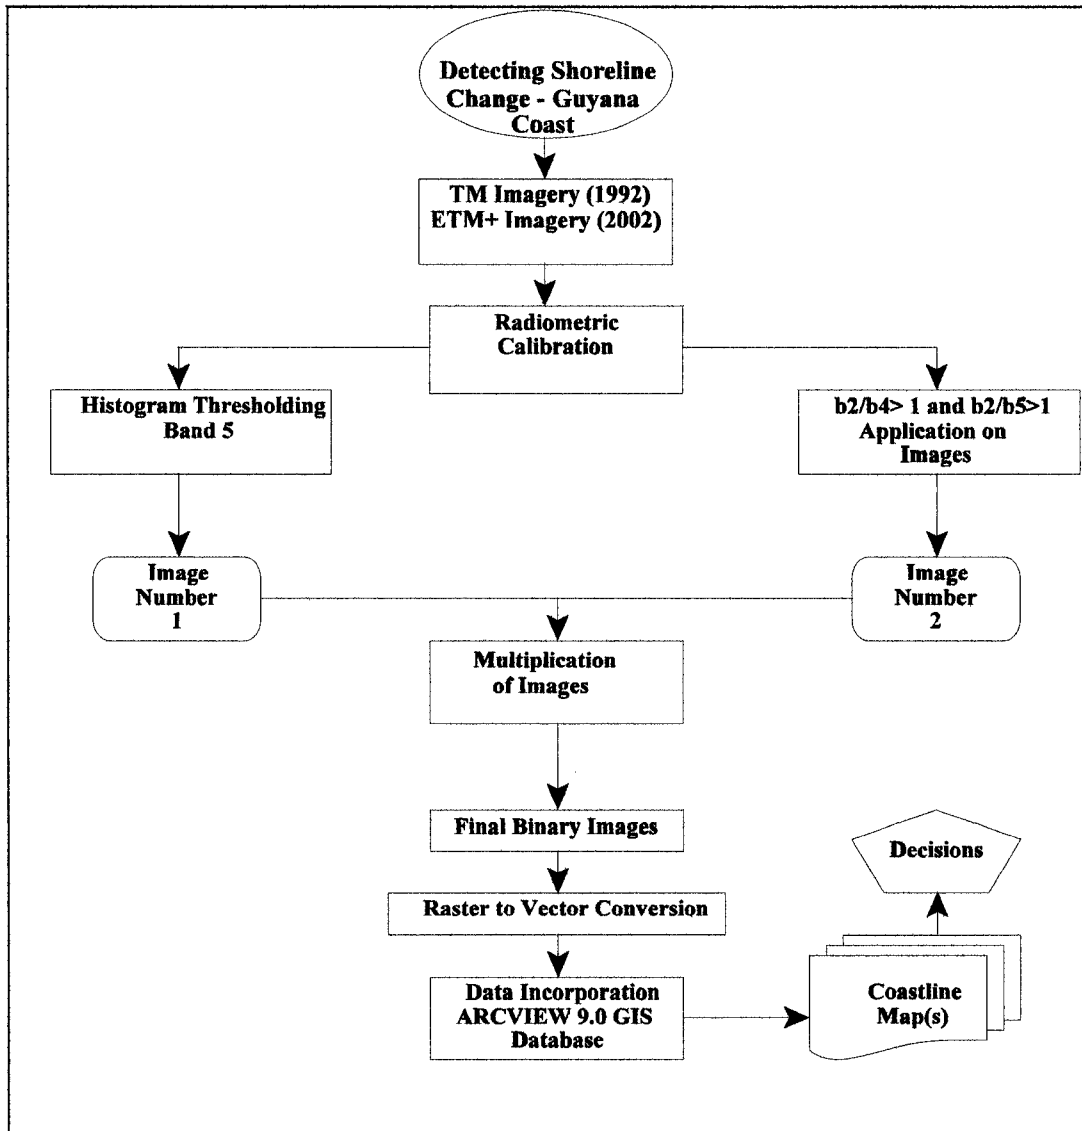 Detecting Shoreline
Change - Guyana
Coast
TM Imagery (1992)
ETM+ Imagery (2002)
Radiometric
Calibration
Histogram Thresholding
Band 5
b2/b4> 1 and b2/b5>1
Application on
Images
Image
Number
1
Image
Number
2
Multiplication
of Images
Final Binary Images
Raster to Vector Conversion
Data Incorporation
ARCVIEW 9.0 GIS
Database
Coastline
Map(s)
Decisions